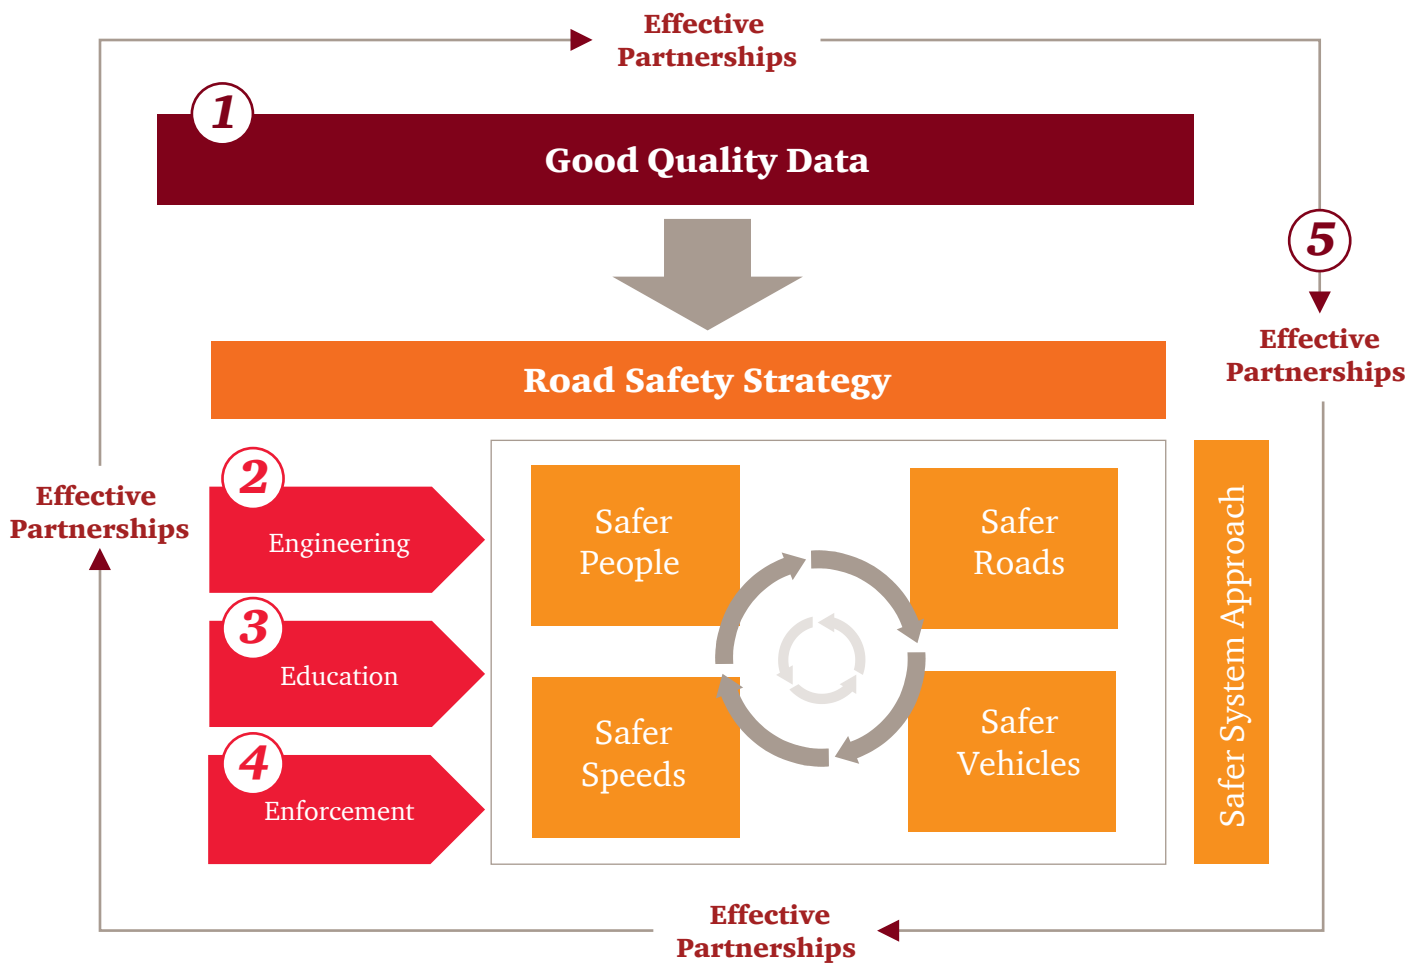 Effective
Partnerships
1
Good Quality Data
5
Effective
Partnerships
Road Safety Strategy
Effective
Partnerships
2
Engineering
3
Education
4
Enforcement
Safer
People
Safer
Roads
Safer
Speeds
Safer
Vehicles
Safer System Approach
Effective
Partnerships